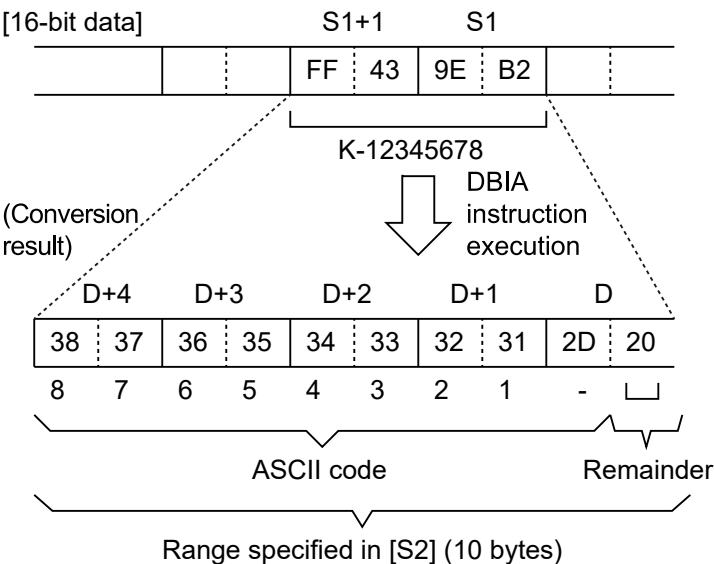 [16-bit data] S1+1 S1
FF 43 9E B2
K-12345678
DBIA
(Conversion instruction
result) execution
D+4 D+3 D+2 D+1 D
38 37 36 35 34 33 32 31 2D 20
8 7 6 5 4 3 2 1 -
ASCII code Remainder
Range specified in [S2] (10 bytes)